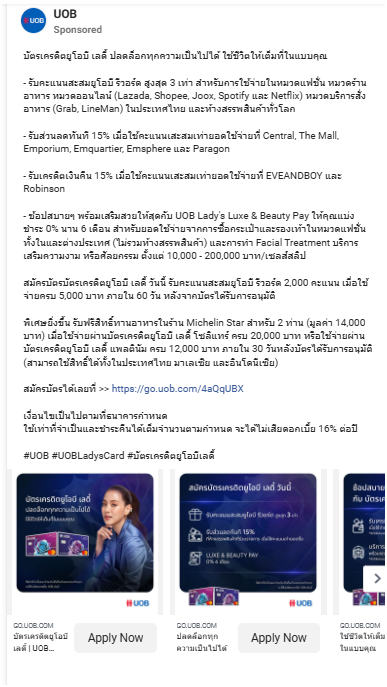 UOB
UOB
Sponsored
บัตรเครดิตยูโอบี เลดี้ ปลดล็อกทุกความเป็นไปได้ ใช้ชีวิตให้เต็มที่ในแบบคุณ
- รับคะแนนสะสมยูโอบี รีวอร์ด สูงสุด 3 เท่า สำหรับการใช้จ่ายในหมวดแฟชั่น หมวดร้าน
อาหาร หมวดออนไลน์ (Lazada, Shopee, Joox, Spotify และ Netflix) หมวดบริการสั่ง
อาหาร (Grab, LineMan) ในประเทศไทย และห้างสรรพสินค้าทั่วโลก
- รับส่วนลดทันที 15% เมื่อใช้คะแนนสะสมเท่ายอดใช้จ่ายที่ Central, The Mall,
Emporium, Emquartier, Emsphere และ Paragon
- รับเครดิตเงินคืน 15% เมื่อใช้คะแนนสะสมเท่ายอดใช้จ่ายที่ EVEANDBOY และ
Robinson
- ช้อปสบายๆ พร้อมเสริมสวยให้สุดกับ UOB Lady's Luxe & Beauty Pay ให้คุณแบ่ง
ชำระ 0% นาน 6 เดือน สำหรับยอดใช้จ่ายจากการซื้อกระเป๋าและรองเท้าในหมวดแฟชั่น
ทั้งในและต่างประเทศ (ไม่รวมห้างสรรพสินค้า) และการทำ Facial Treatment บริการ
เสริมความงาม หรือศัลยกรรม ตั้งแต่ 10,000 - 200,000 บาท/เซลส์สลิป
สมัครบัตรบัตรเครดิตยูโอบี เลดี้ วันนี้ รับคะแนนสะสมยูโอบี รีวอร์ด 2,000 คะแนน เมื่อใช้
จ่ายครบ 5,000 บาท ภายใน 60 วัน หลังจากบัตรได้รับการอนุมัติ
พิเศษยิ่งขึ้น รับฟรีสิทธิ์ทานอาหารในร้าน Michelin Star สำหรับ 2 ท่าน (มูลค่า 14,000
บาท) เมื่อใช้จ่ายผ่านบัตรเครดิตยูโอบี เลดี้ โซลิแทร์ ครบ 20,000 บาท หรือใช้จ่ายผ่าน
บัตรเครดิตยูโอบี เลดี้ แพลตินัม ครบ 12,000 บาท ภายใน 30 วันหลังบัตรได้รับการอนุมัติ
(สามารถใช้สิทธิ์ได้ทั้งในประเทศไทย มาเลเซีย และอินโดนีเซีย)
สมัครบัตรได้เลยที่ >> https://go.uob.com/4aQqUBX
เงื่อนไขเป็นไปตามที่ธนาคารกำหนด
ใช้เท่าที่จำเป็นและชำระคืนได้เต็มจำนวนตามกำหนด จะได้ไม่เสียดอกเบี้ย 16% ต่อปี
#UOB #UOBLadysCard #บัตรเครดิตยูโอบีเลดี้
บัตรเครดิตยูโอบี เลดี้
ปลดล็อกทุกความเป็นไปได้
ใช้ชีวิตให้เต็มที่ในแบบคุณ
UOB
สมัครบัตรเครดิตยูโอบี เลดี้ วันนี้
รับคะแนนสะสมยูโอบี รีวอร์ด สูงสุด 3 เท่า
รับส่วนลดทันที 15%
LUXE & BEAUTY PAY
0% 6 เดือน
UOB
ช้อปสบาย
กับ บัตรเค
GO.UOB.COM
บัตรเครดิตยูโอบี
เลดี้ | UOB...
Apply Now
GO.UOB.COM
ปลดล็อกทุก
ความเป็นไปได้
Apply Now
GO.UOB.COM
ใช้ชีวิตให้เต็ม
ในแบบคุณ